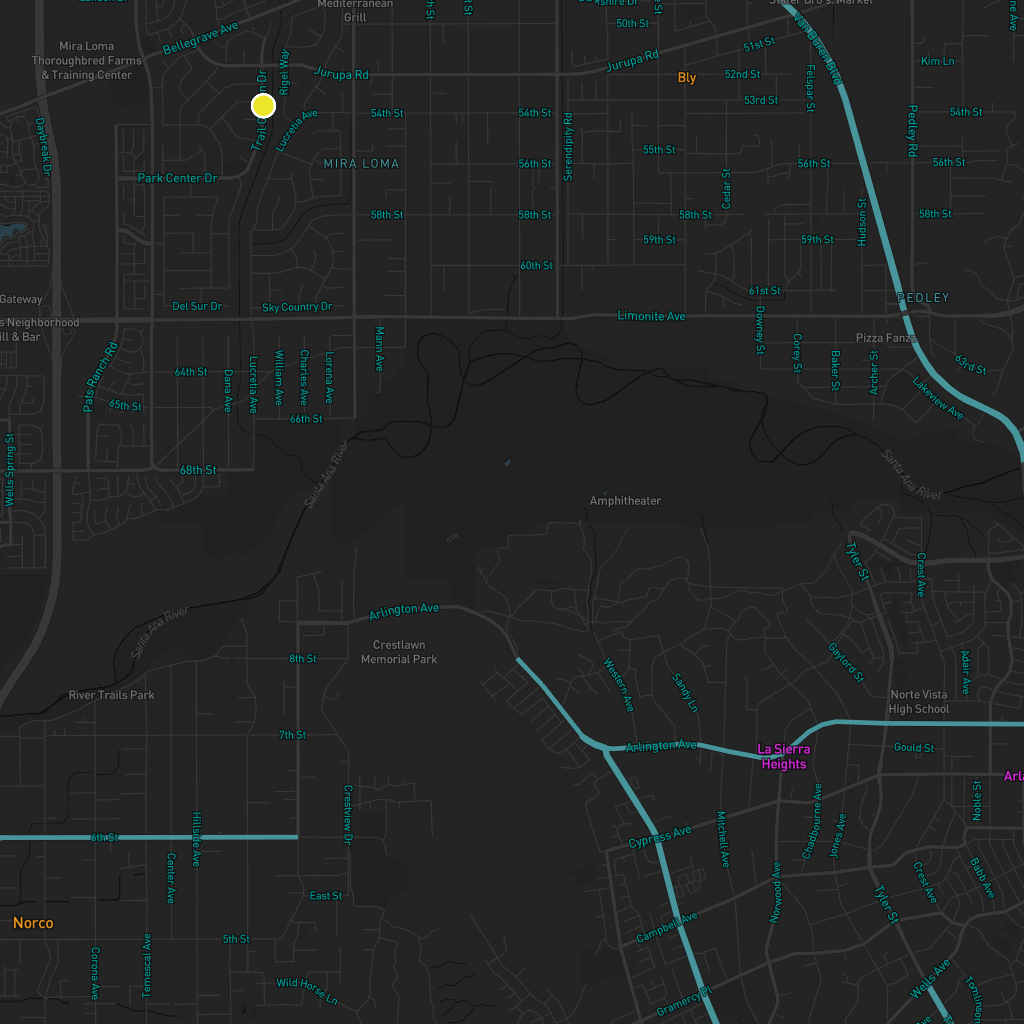 Mediterranean
Grill
50th St
Bellegrave Ave
Mira Loma
Thoroughbred Farms
& Training Center
Rigel Way
Jurupa Rd
Jurupa Rd
51st St
Van Buren Blvd
Kim Ln
Bly
52nd St
53rd St
Felspar St
54th St
54th St
54th St
Lucretia Ave
Daybreak Dr
Serendipity Rd
Pedley Rd
MIRA LOMA
55th St
56th St
56th St
56th St
Park Center Dr
Cedar St
58th St
58th St
58th St
58th St
Hudson St
59th St
59th St
60th St
61st St
PEDLEY
Gateway
Del Sur Dr
Sky Country Dr
Limonite Ave
s Neighborhood
ill & Bar
Mann Ave
Downey St
Corey St
Baker St
Archer St
63rd St
Lakeview Ave
Pats Ranch Rd
64th St
65th St
Dana Ave
Lucretia Ave
William Ave
Charles Ave
Lorena Ave
66th St
68th St
Wells Spring St
Santa Ana River
Santa Ana River
Amphitheater
Tyler St
Crest Ave
Santa Ana River
Arlington Ave
Crestlawn
Memorial Park
8th St
River Trails Park
Western Ave
Sandy Ln
Gaylord St
Adair Ave
Norte Vista
High School
7th St
Arlington Ave
La Sierra
Heights
Gould St
Arla
Noble St
6th St
Hillside Ave
Crestview Dr
Cypress Ave
Mitchell Ave
Chadbourne Ave
Jones Ave
Center Ave
East St
Norwood Ave
Tyler St
Crest Ave
Babb Ave
Norco
5th St
Campbell Ave
Corona Ave
Temescal Ave
Wild Horse Ln
Gramercy Pl
Wells Ave